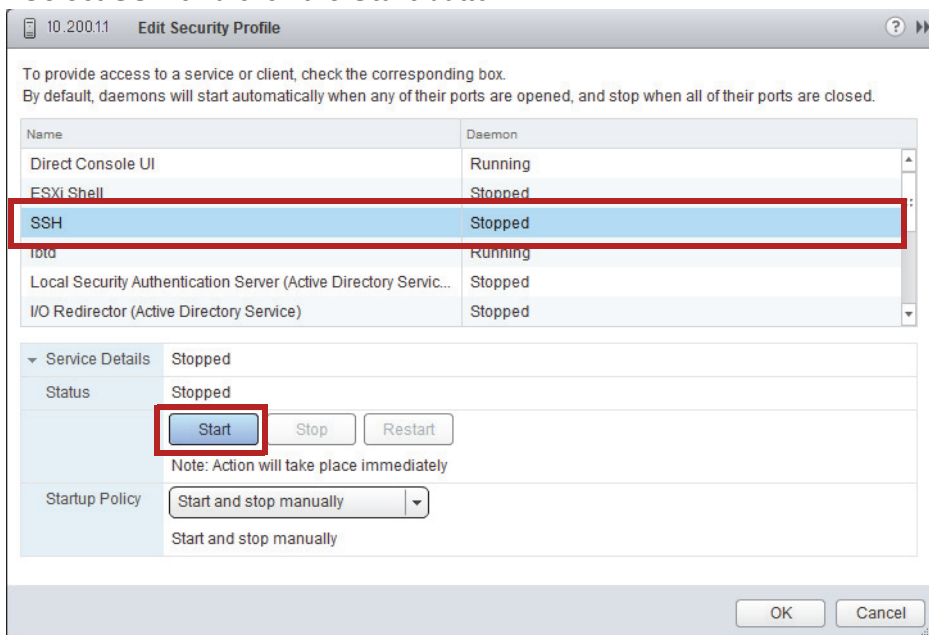 10.200.1.1 Edit Security Profile
To provide access to a service or client, check the corresponding box.
By default, daemons will start automatically when any of their ports are opened, and stop when all of their ports are closed.
Name Daemon
Direct Console UI Running
ESXi Shell Stopped
SSH Stopped
lbtd Running
Local Security Authentication Server (Active Directory Servic... Stopped
I/O Redirector (Active Directory Service) Stopped
Service Details Stopped
Status Stopped
Start Stop Restart
Note: Action will take place immediately
Startup Policy Start and stop manually
Start and stop manually
OK Cancel